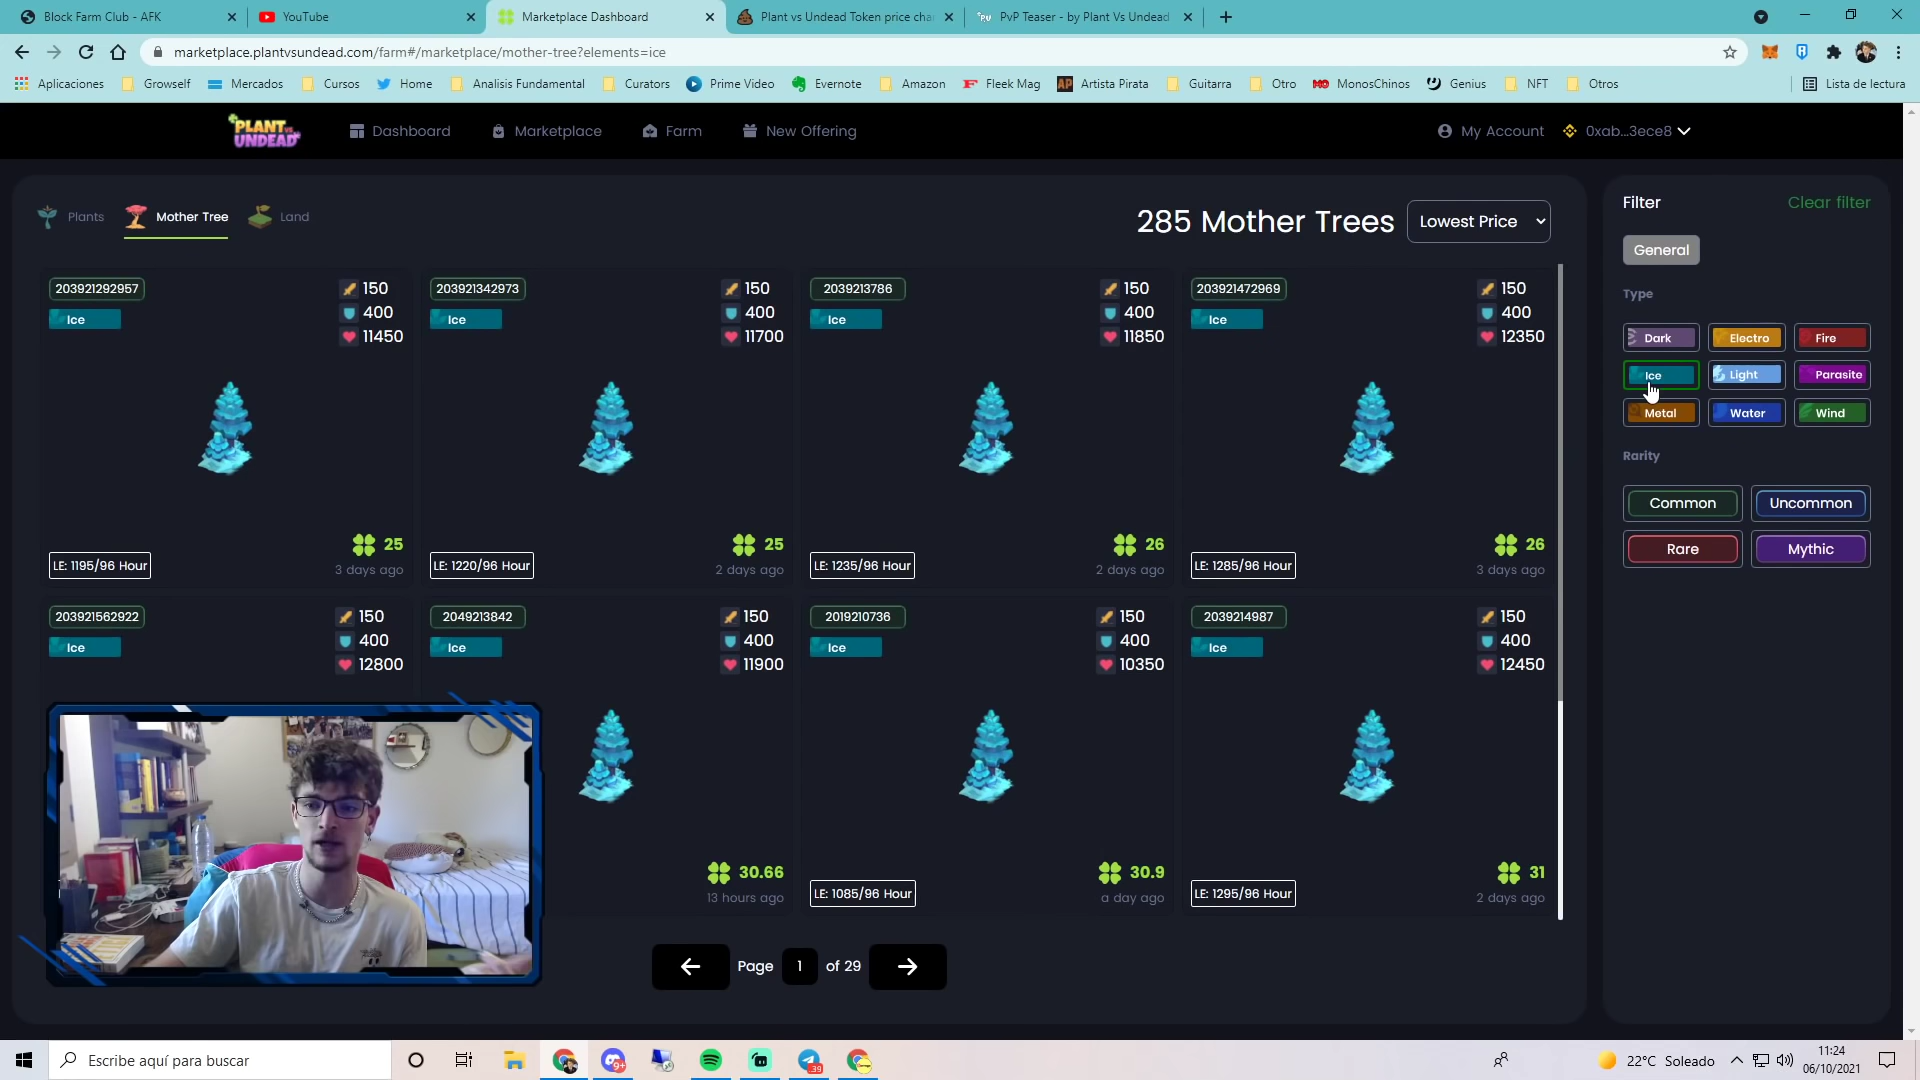 Block Farm Club - AFK
YouTube
Marketplace Dashboard
Plant vs Undead Token price cha
PvP Teaser - by Plant Vs Undead
marketplace.plantvsundead.com/farm#/marketplace/mother-tree?elements=ice
Aplicaciones
Growself
Mercados
Cursos
Home
Analisis Fundamental
Curators
Prime Video
Evernote
Amazon
Fleek Mag
Artista Pirata
Guitarra
Otro
MonosChinos
Genius
NFT
Otros
Lista de lectura
PLANT VS UNDEAD
Dashboard
Marketplace
Farm
New Offering
My Account
0xab...3ece8
Plants
Mother Tree
Land
285 Mother Trees
Lowest Price
203921292957
Ice
150
400
11450
LE: 1195/96 Hour
25
3 days ago
203921342973
Ice
150
400
11700
LE: 1220/96 Hour
25
2 days ago
2039213786
Ice
150
400
11850
LE: 1235/96 Hour
26
2 days ago
203921472969
Ice
150
400
12350
LE: 1285/96 Hour
26
3 days ago
203921562922
Ice
150
400
12800
2049213842
Ice
150
400
11900
30.66
13 hours ago
2019210736
Ice
150
400
10350
LE: 1085/96 Hour
30.9
a day ago
2039214987
Ice
150
400
12450
LE: 1295/96 Hour
31
2 days ago
Page 1 of 29
Filter
Clear filter
General
Type
Dark
Electro
Fire
Ice
Light
Parasite
Metal
Water
Wind
Rarity
Common
Uncommon
Rare
Mythic
Escribe aquí para buscar
9+
39
22°C Soleado
11:24
06/10/2021